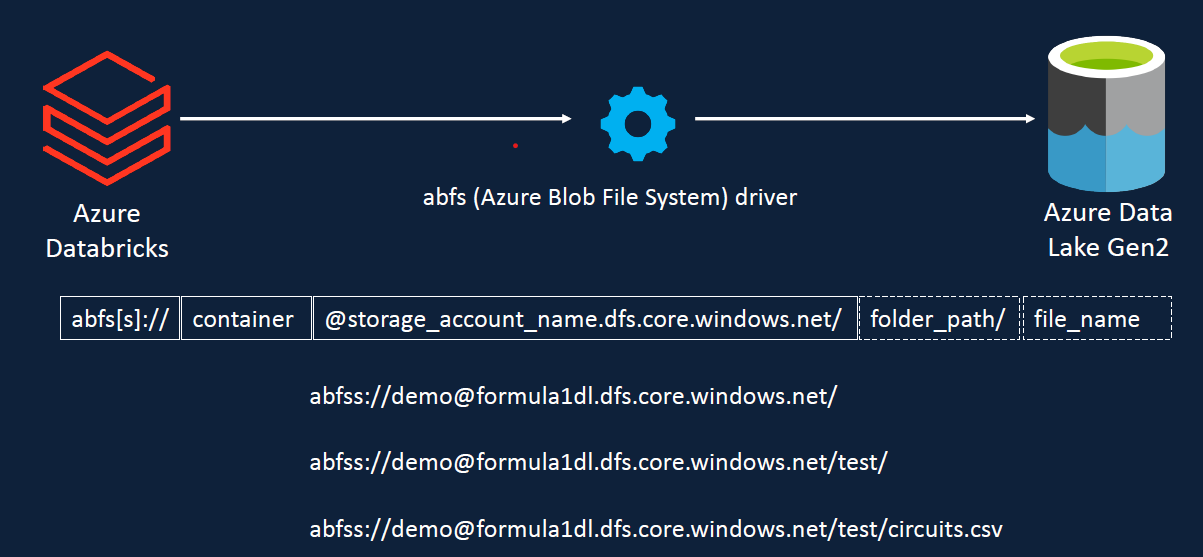 Azure
Databricks
abfs (Azure Blob File System) driver
Azure Data
Lake Gen2
abfs[s]:// container @storage_account_name.dfs.core.windows.net/ folder_path/ file_name
abfss://demo@formula1dl.dfs.core.windows.net/
abfss://demo@formula1dl.dfs.core.windows.net/test/
abfss://demo@formula1dl.dfs.core.windows.net/test/circuits.csv